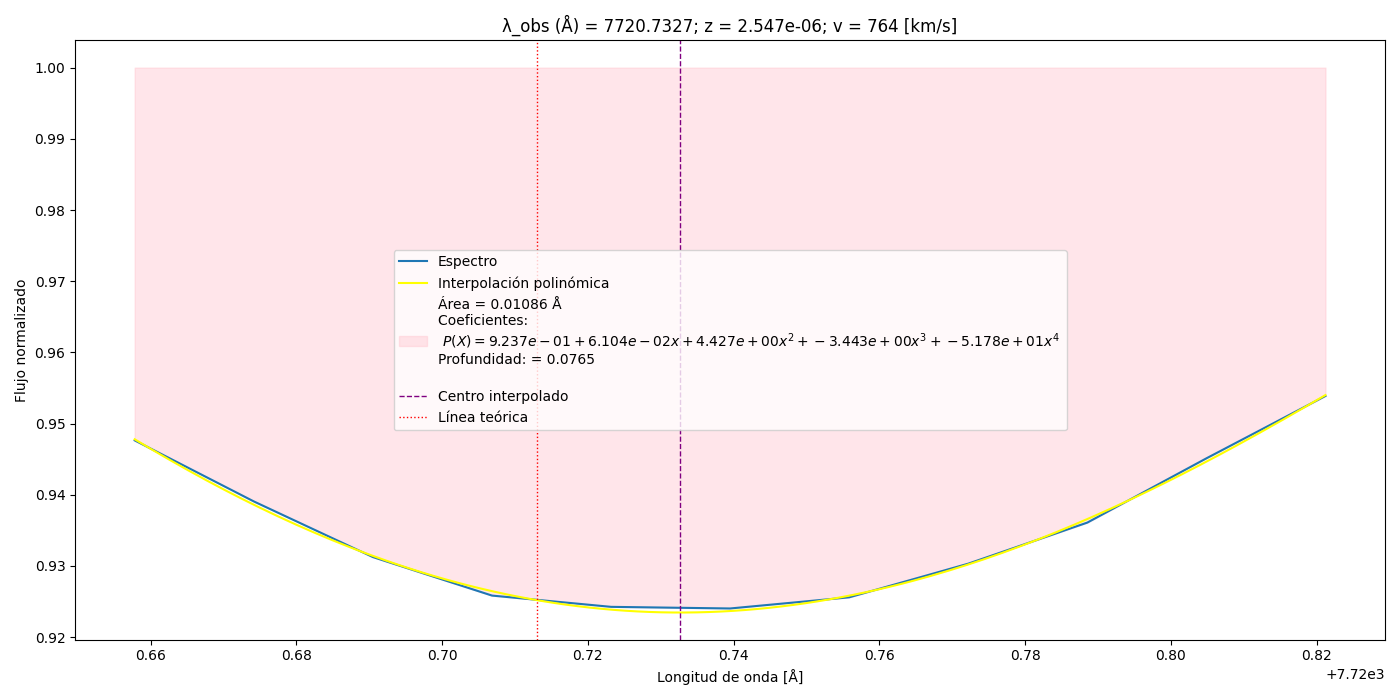 λ_obs (Å) = 7720.7327; z = 2.547e-06; v = 764 [km/s]
Flujo normalizado
1.00
0.99
0.98
0.97
0.96
0.95
0.94
0.93
0.92
Espectro
Interpolación polinómica
Área = 0.01086 Å
Coeficientes:
P(X) = 9.237e − 01 + 6.104e − 02x + 4.427e + 00x² + − 3.443e + 00x³ + − 5.178e + 01x⁴
Profundidad: = 0.0765
Centro interpolado
Línea teórica
0.66 0.68 0.70 0.72 0.74 0.76 0.78 0.80 0.82
+7.72e3
Longitud de onda [Å]